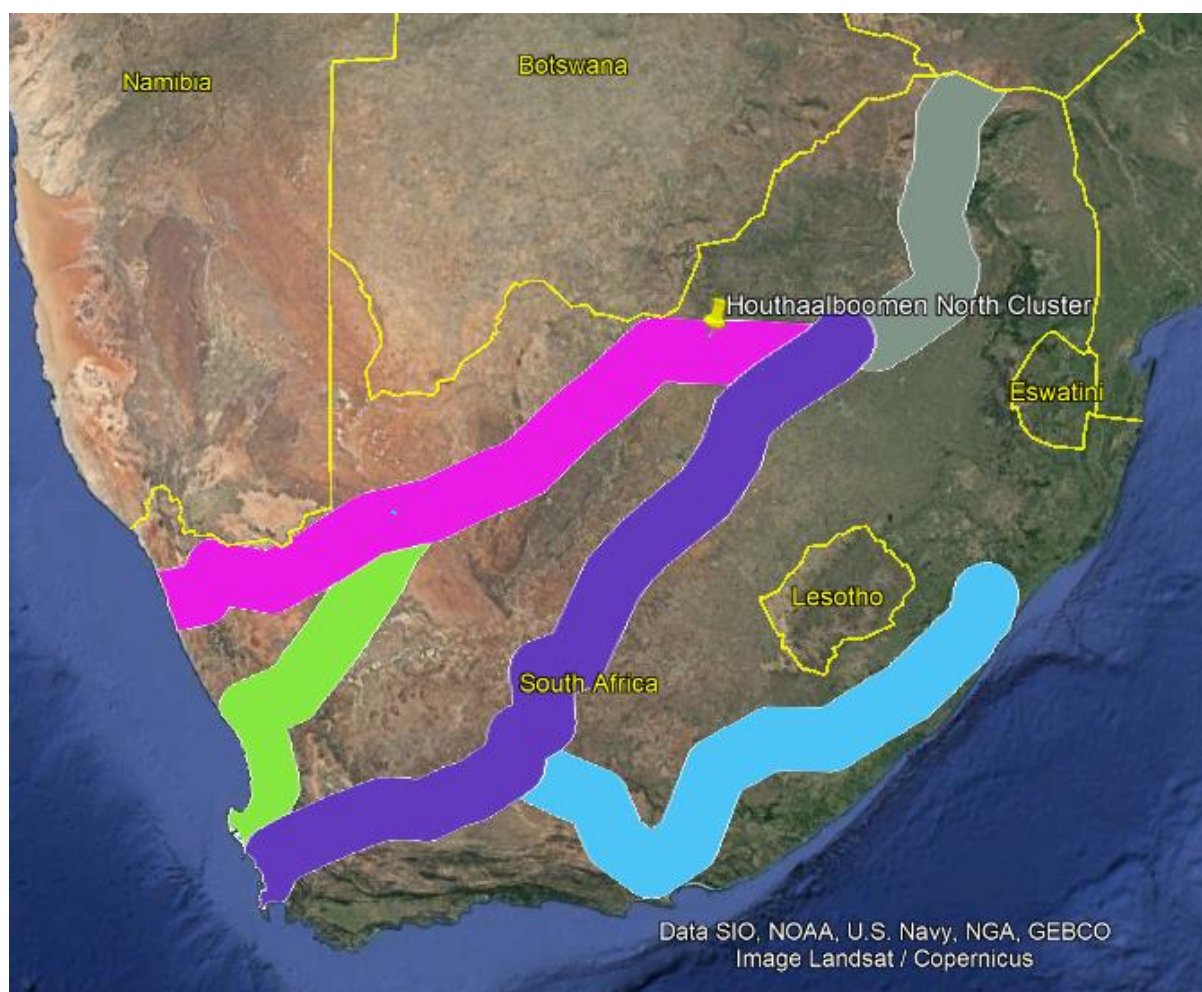 Namibia
Botswana
Houthaalboomen North Cluster
Eswatini
Lesotho
South Africa
Data SIO, NOAA, U.S. Navy, NGA, GEBCO
Image Landsat / Copernicus